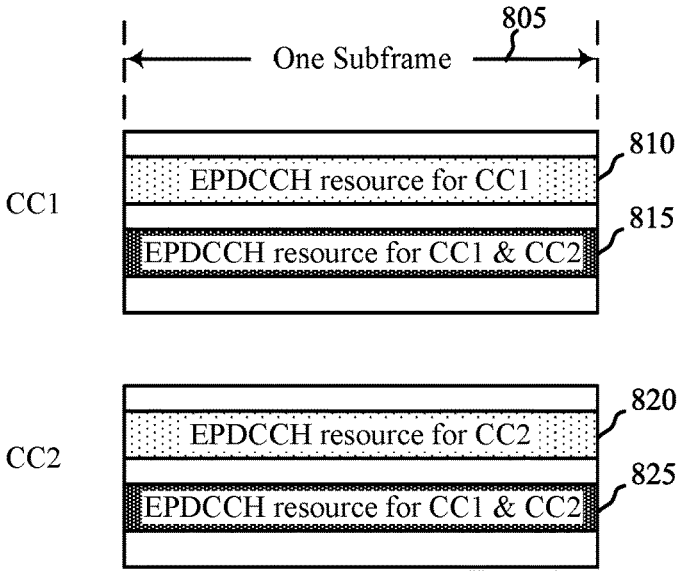 805
One Subframe
810
EPDCCH resource for CC1
CC1
815
EPDCCH resource for CC1 & CC2
820
EPDCCH resource for CC2
CC2
825
EPDCCH resource for CC1 & CC2